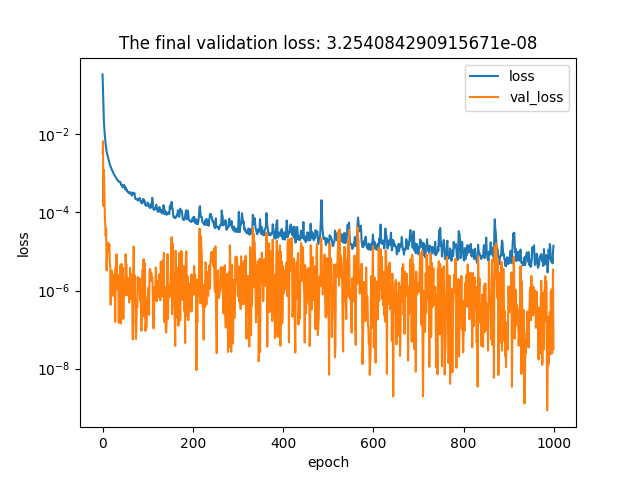 The final validation loss: 3.254084290915671e-08
loss
val_loss
10⁻²
10⁻⁴
10⁻⁶
10⁻⁸
loss
0 200 400 600 800 1000
epoch